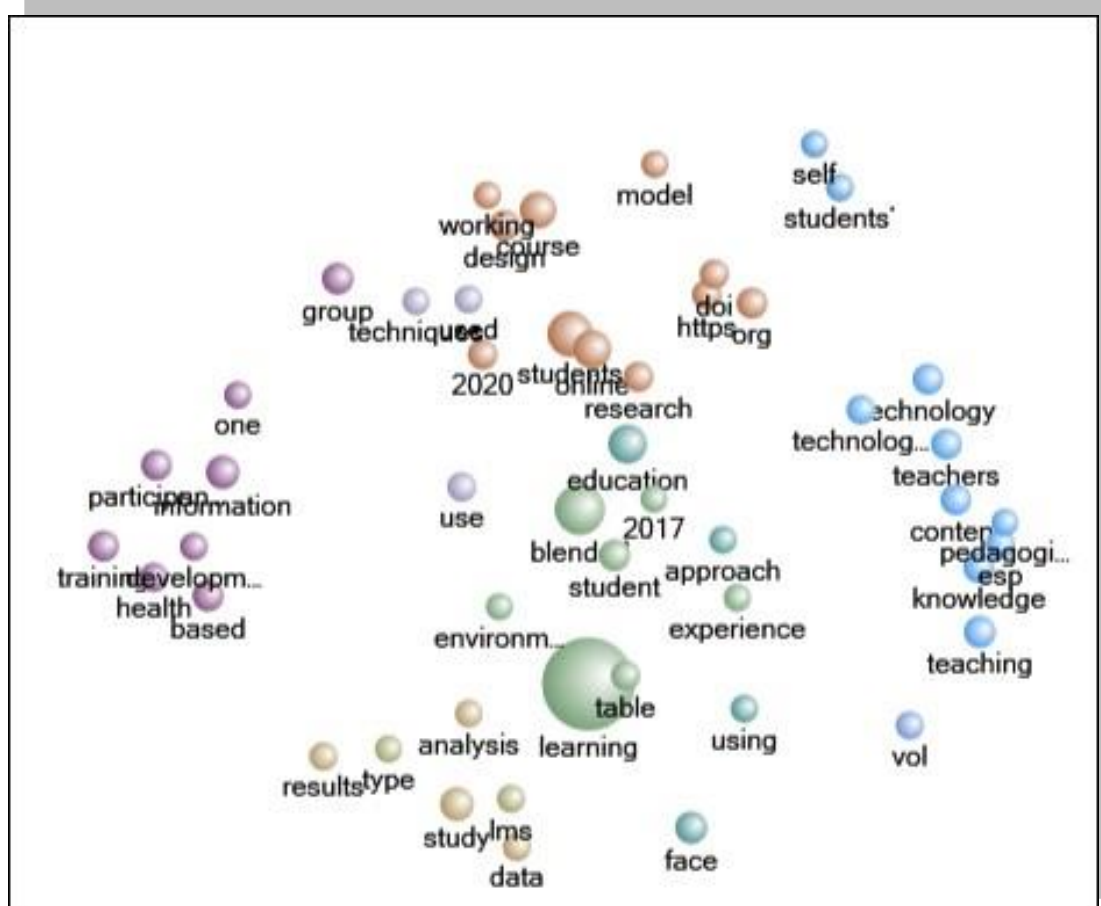 self
model
students'
working
course
design
group
techniques
used
doi
https
org
2020
students
online
research
technology
one
technolog...
teachers
education
participan...
information
use
2017
conten
blend
pedagogi...
approach
training
developm...
esp
student
knowledge
health
based
experience
environm...
teaching
table
using
analysis
learning
vol
results
type
study
lms
face
data